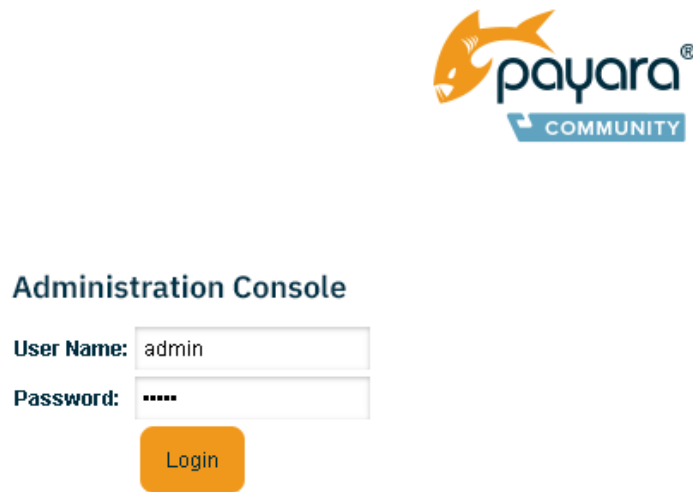 payara®
COMMUNITY
Administration Console
User Name: admin
Password: •••••
Login